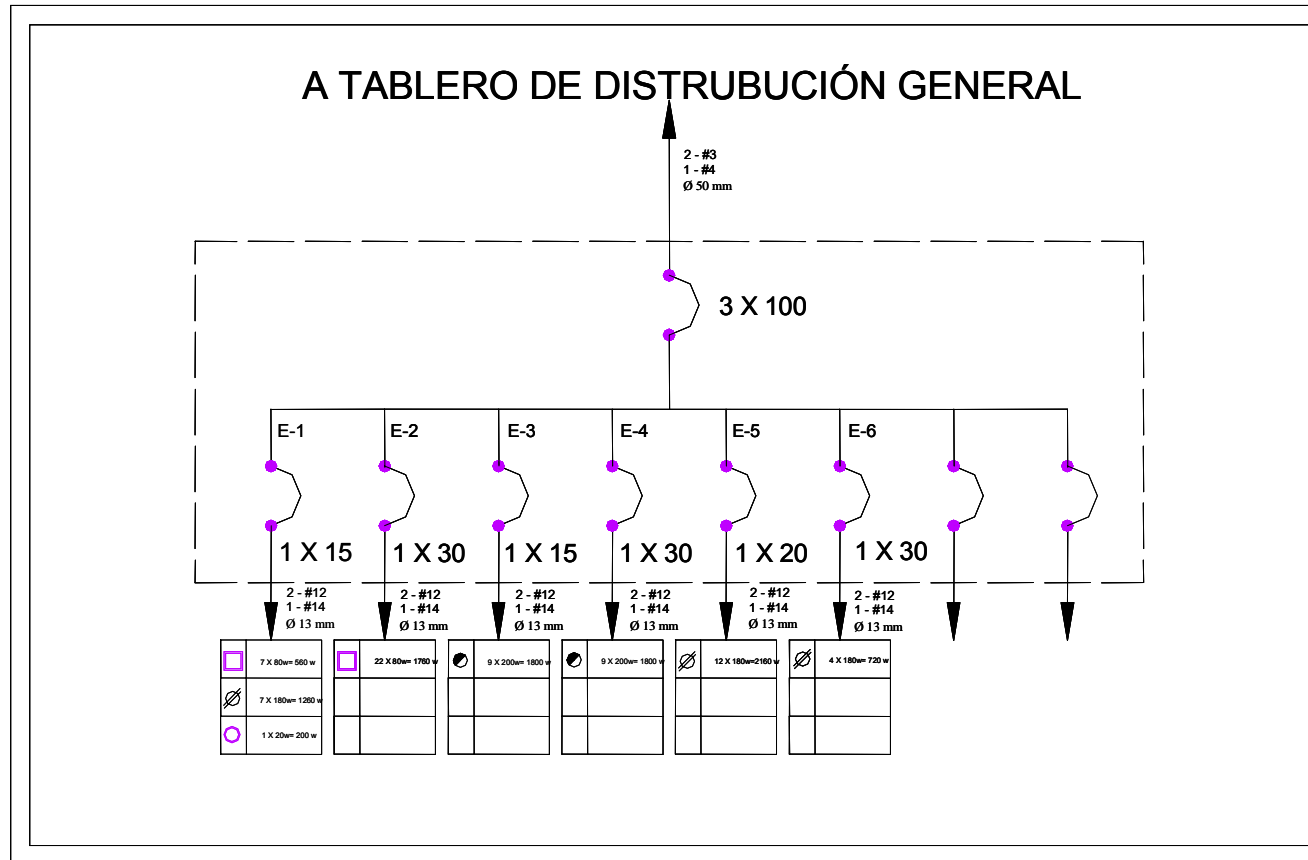 A TABLERO DE DISTRUBUCIÓN GENERAL
2 - #3
1 - #4
Ø 50 mm
3 X 100
E-1
E-2
E-3
E-4
E-5
E-6
1 X 15
1 X 30
1 X 15
1 X 30
1 X 20
1 X 30
2 - #12
1 - #14
Ø 13 mm
2 - #12
1 - #14
Ø 13 mm
2 - #12
1 - #14
Ø 13 mm
2 - #12
1 - #14
Ø 13 mm
2 - #12
1 - #14
Ø 13 mm
2 - #12
1 - #14
Ø 13 mm
7 X 80w= 560 w
7 X 180w= 1260 w
1 X 20w= 200 w
22 X 80w= 1760 w
9 X 200w= 1800 w
9 X 200w= 1800 w
12 X 180w=2160 w
4 X 180w= 720 w